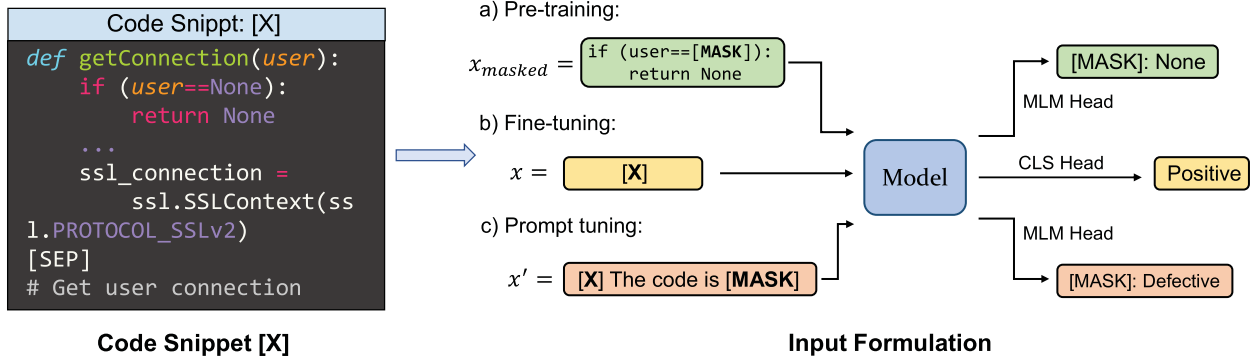 Code Snippt: [X]
def getConnection(user):
if (user==None):
return None
...
ssl_connection =
ssl.SSLContext(ss
l.PROTOCOL_SSLv2)
[SEP]
# Get user connection
Code Snippet [X]
a) Pre-training:
x_masked =
if (user==[MASK]):
return None
b) Fine-tuning:
x =
[X]
c) Prompt tuning:
x′ =
[X] The code is [MASK]
Model
[MASK]: None
MLM Head
CLS Head
Positive
MLM Head
[MASK]: Defective
Input Formulation